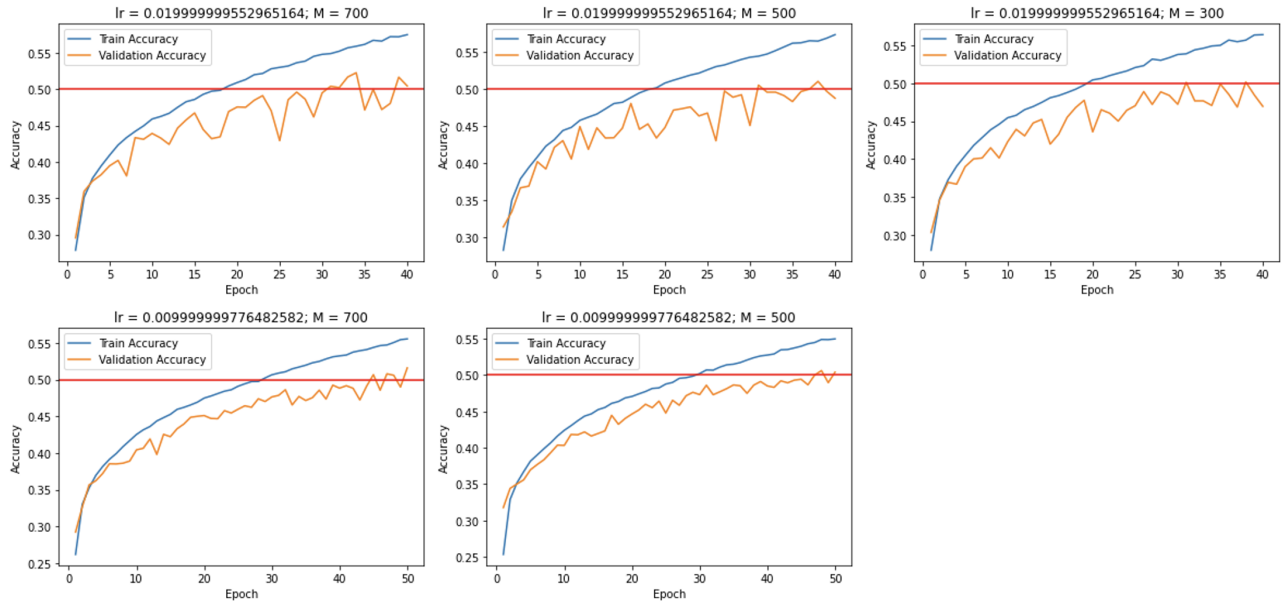 lr = 0.019999999552965164; M = 700
Train Accuracy
Validation Accuracy
Accuracy
0.55
0.50
0.45
0.40
0.35
0.30
0 5 10 15 20 25 30 35 40
Epoch
lr = 0.019999999552965164; M = 500
Train Accuracy
Validation Accuracy
Accuracy
0.55
0.50
0.45
0.40
0.35
0.30
0 5 10 15 20 25 30 35 40
Epoch
lr = 0.019999999552965164; M = 300
Train Accuracy
Validation Accuracy
Accuracy
0.55
0.50
0.45
0.40
0.35
0.30
0 5 10 15 20 25 30 35 40
Epoch
lr = 0.009999999776482582; M = 700
Train Accuracy
Validation Accuracy
Accuracy
0.55
0.50
0.45
0.40
0.35
0.30
0.25
0 10 20 30 40 50
Epoch
lr = 0.009999999776482582; M = 500
Train Accuracy
Validation Accuracy
Accuracy
0.55
0.50
0.45
0.40
0.35
0.30
0.25
0 10 20 30 40 50
Epoch